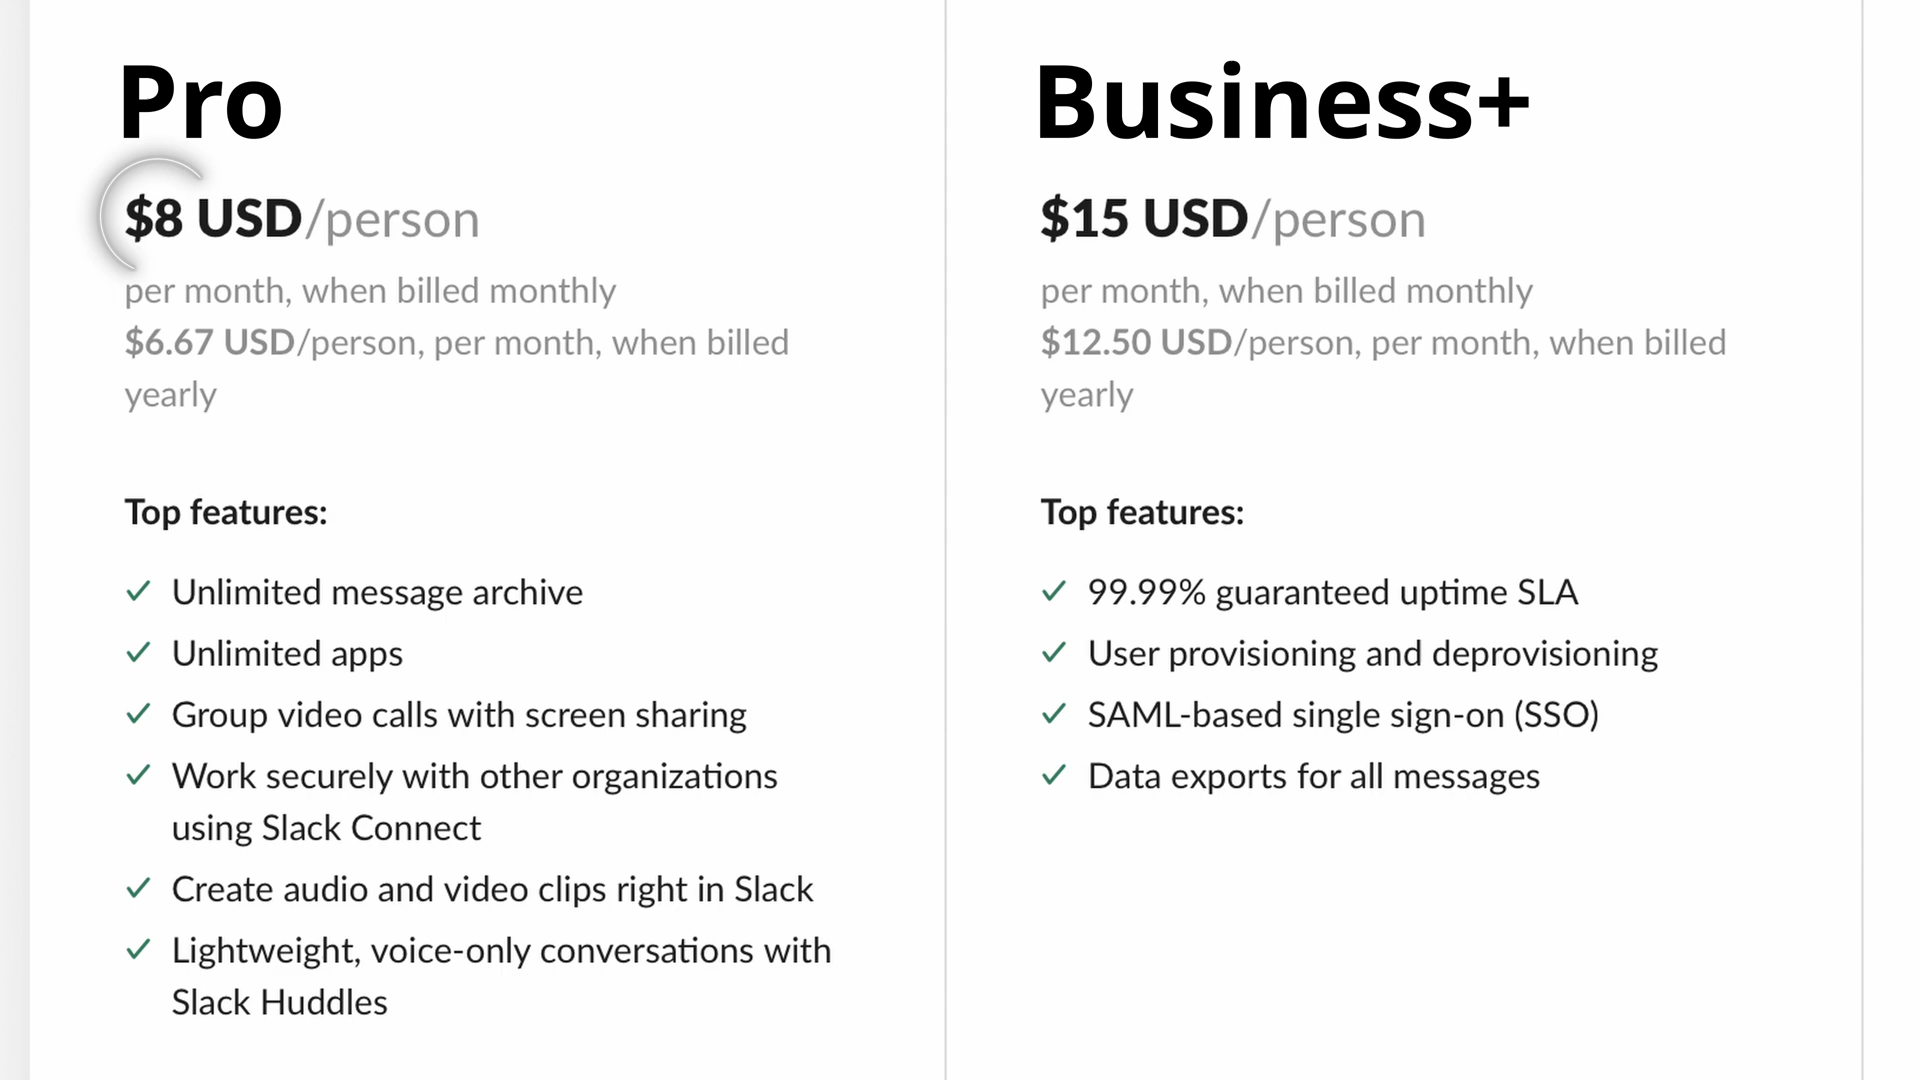 Pro
$8 USD/person
per month, when billed monthly
$6.67 USD/person, per month, when billed
yearly
Top features:
Unlimited message archive
Unlimited apps
Group video calls with screen sharing
Work securely with other organizations
using Slack Connect
Create audio and video clips right in Slack
Lightweight, voice-only conversations with
Slack Huddles
Business+
$15 USD/person
per month, when billed monthly
$12.50 USD/person, per month, when billed
yearly
Top features:
99.99% guaranteed uptime SLA
User provisioning and deprovisioning
SAML-based single sign-on (SSO)
Data exports for all messages